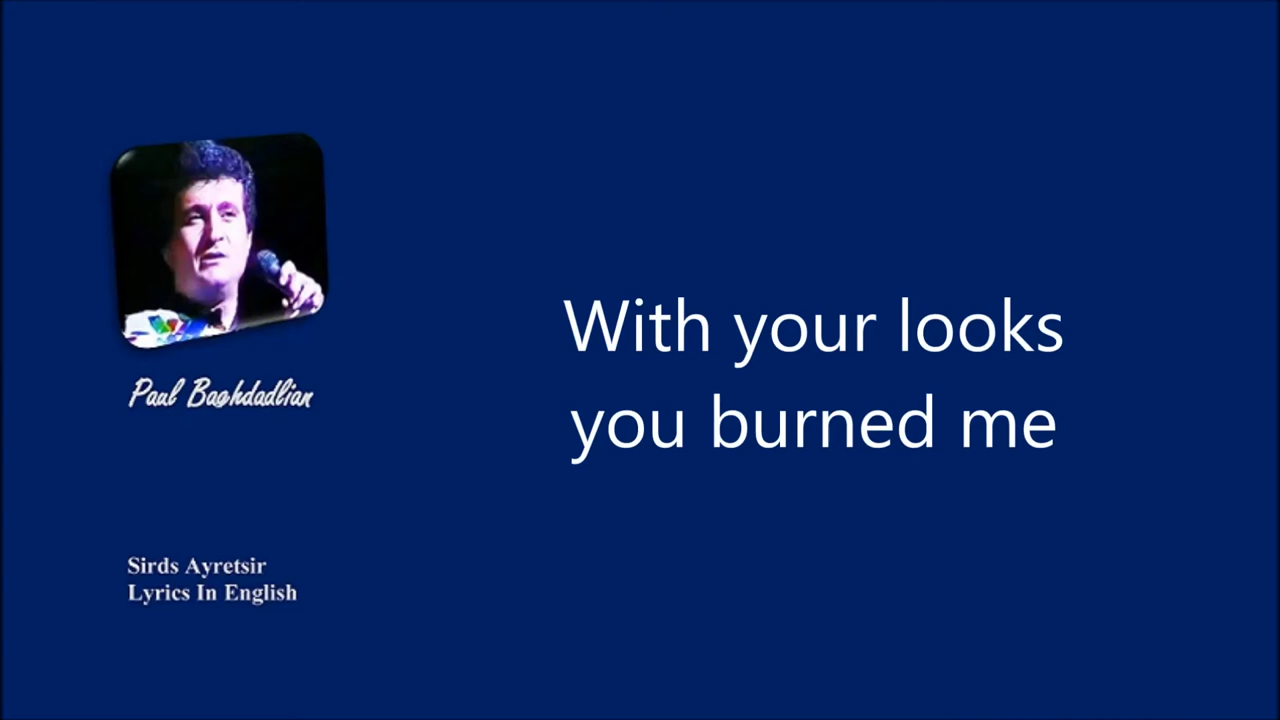 With your looks
you burned me
Paul Baghdadlian
Sirds Ayretsir
Lyrics In English